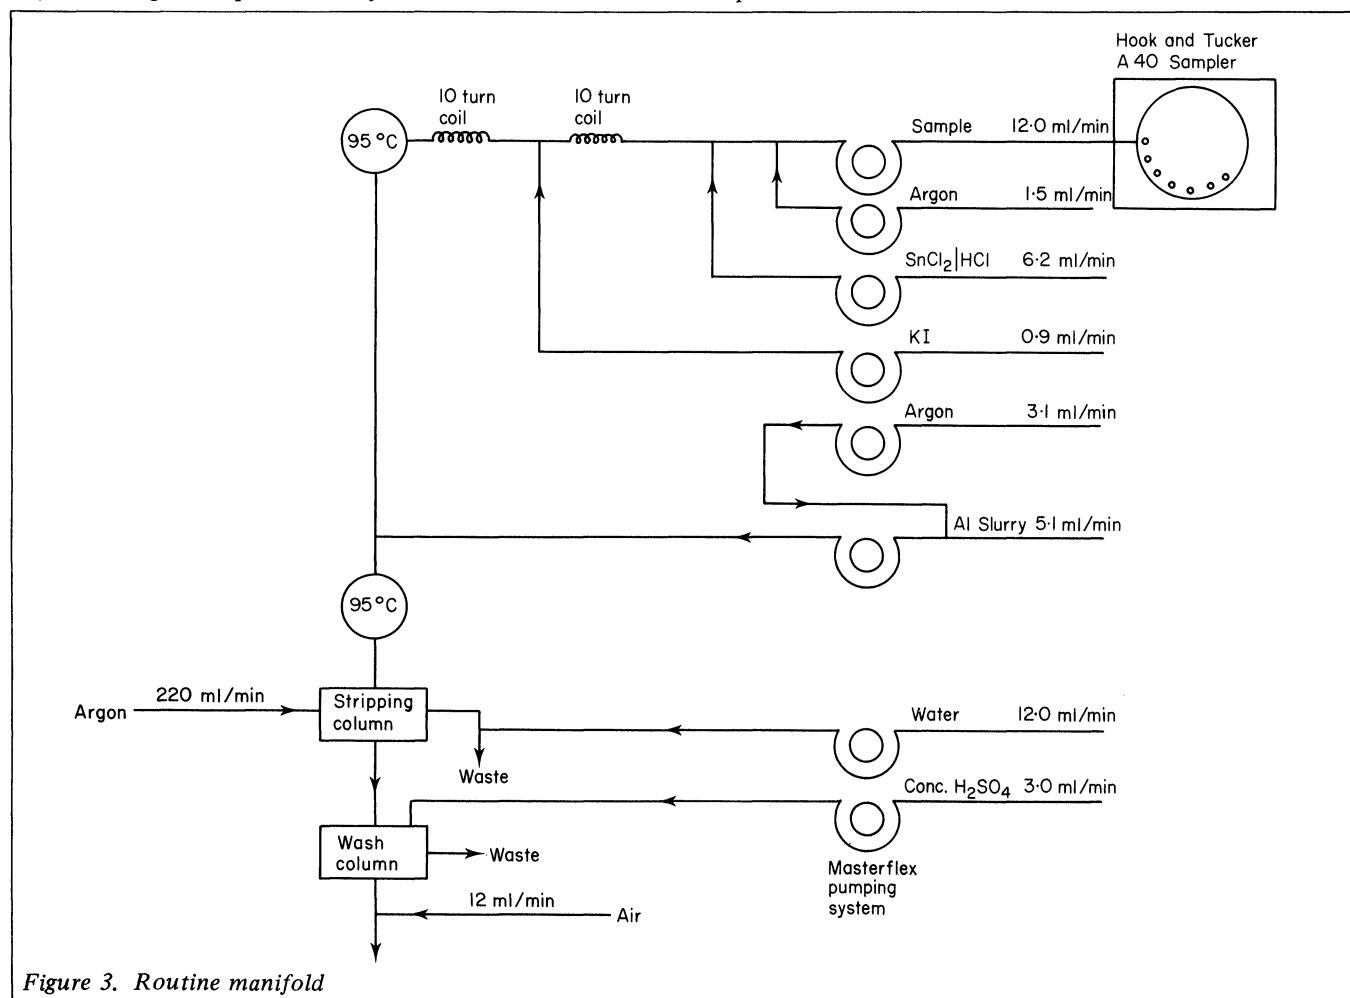 Hook and Tucker
A 40 Sampler
10 turn
coil
10 turn
coil
95 °C
Sample 12·0 ml/min
Argon 1·5 ml/min
SnCl₂|HCl 6·2 ml/min
KI 0·9 ml/min
Argon 3·1 ml/min
Al Slurry 5·1 ml/min
95 °C
220 ml/min
Argon
Stripping
column
Water 12·0 ml/min
Waste
Conc. H₂SO₄ 3·0 ml/min
Wash
column
Waste
Masterflex
pumping
system
12 ml/min
Air
Figure 3. Routine manifold